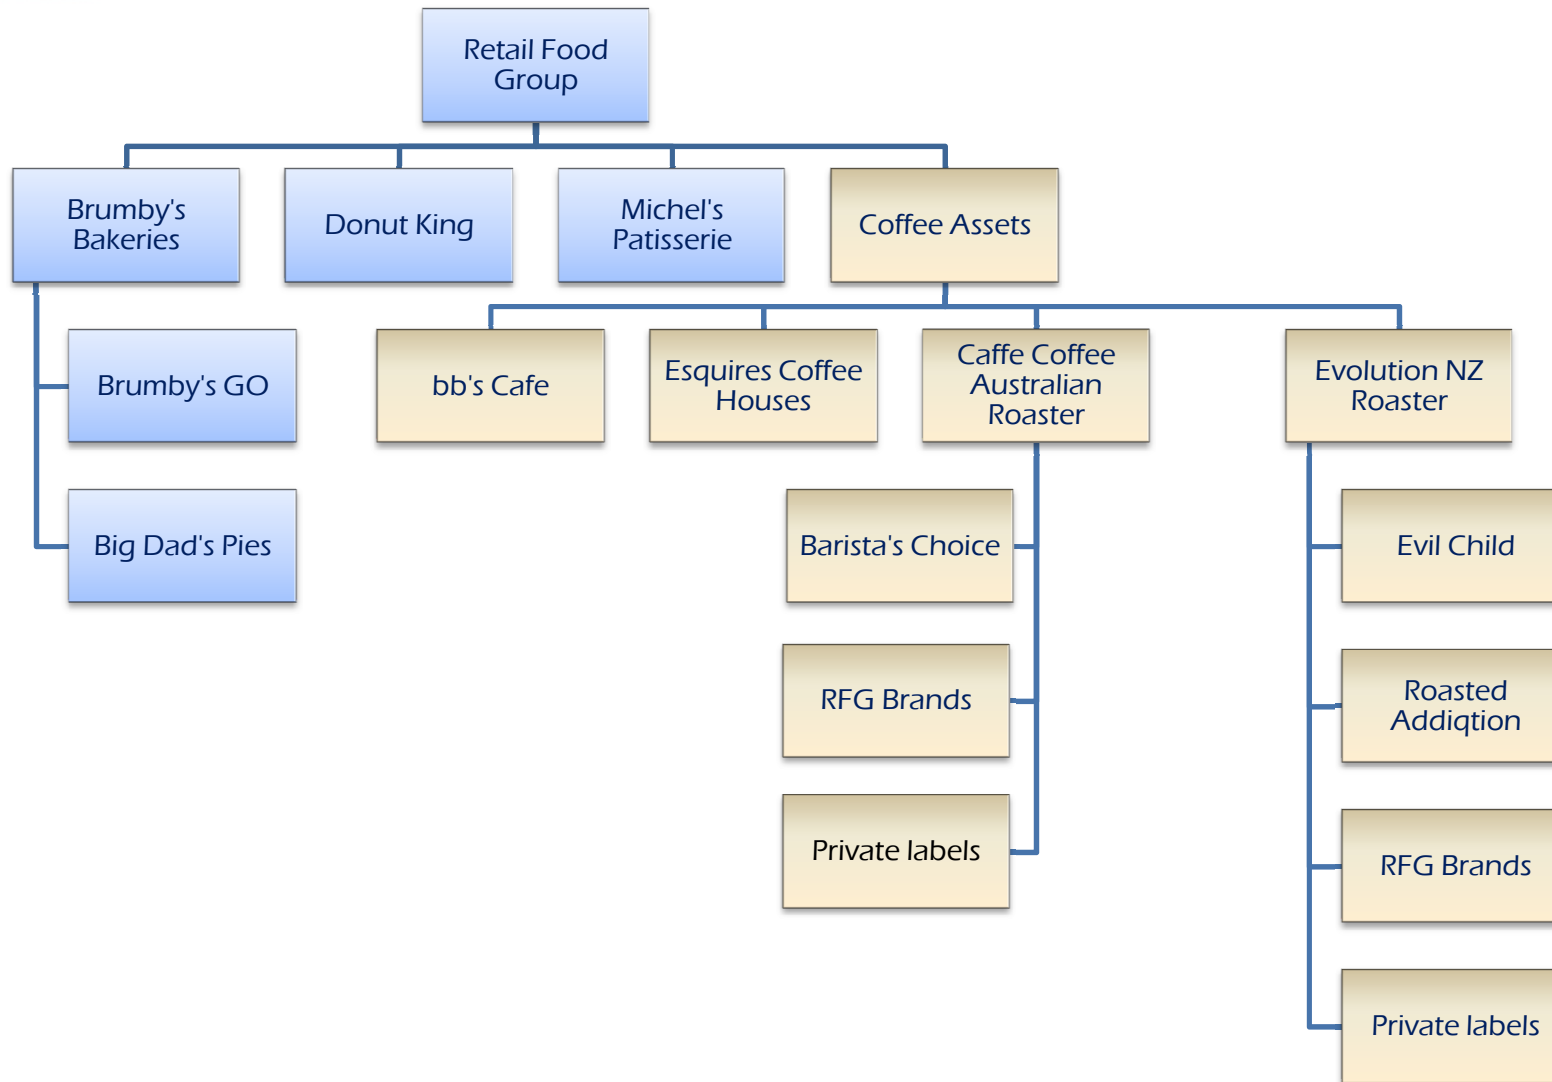 Retail Food
Group
Brumby's
Bakeries
Donut King
Michel's
Patisserie
Coffee Assets
Brumby's GO
bb's Cafe
Esquires Coffee
Houses
Caffe Coffee
Australian
Roaster
Evolution NZ
Roaster
Big Dad's Pies
Barista's Choice
Evil Child
RFG Brands
Roasted
Addiqtion
Private labels
RFG Brands
Private labels